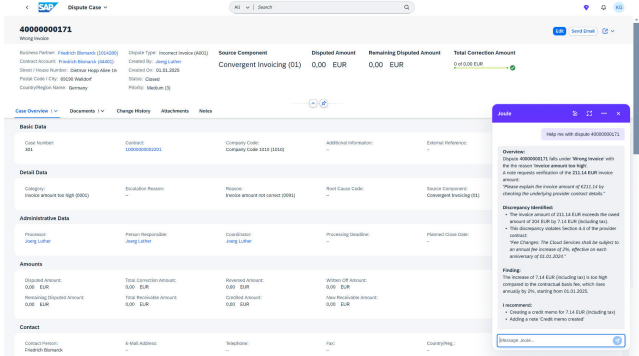 SAP Dispute Case
All Search
KG
40000000171
Wrong Invoice
Edit Send Email
Business Partner: Friedrich Bismarck (1014200)
Contract Account: Friedrich Bismarck (44401)
Street / House Number: Dietmar Hopp Allee 16
Postal Code / City: 69190 Walldorf
Country/Region Name: Germany
Dispute Type: Incorrect Invoice (A001)
Created By: Joerg Luther
Created On: 01.01.2025
Status: Closed
Priority: Medium (3)
Source Component
Convergent Invoicing (01)
Disputed Amount
0,00 EUR
Remaining Disputed Amount
0,00 EUR
Total Correction Amount
0 of 0,00 EUR
Case Overview Documents Change History Attachments Notes
Basic Data
Case Number: Contract: Company Code: Additional Information: External Reference:
301 10000000002201 Company Code 1010 (1010) – –
Detail Data
Category: Escalation Reason: Reason: Root Cause Code: Source Component:
Invoice amount too high (0001) – Invoice amount not correct (0001) – Convergent Invoicing (01)
Administrative Data
Processor: Person Responsible: Coordinator: Processing Deadline: Planned Close Date:
Joerg Luther Joerg Luther Joerg Luther – –
Amounts
Disputed Amount: Total Correction Amount: Reversed Amount: Written Off Amount:
0,00 EUR 0,00 EUR 0,00 EUR 0,00 EUR
Remaining Disputed Amount: Total Receivable Amount: Credited Amount: New Receivable Amount:
0,00 EUR 0,00 EUR 0,00 EUR 0,00 EUR
Contact
Contact Person: E-Mail Address: Telephone: Fax: Country/Reg.:
Friedrich Bismarck – – – –
Joule
Help me with dispute 40000000171
Overview:
Dispute 40000000171 falls under 'Wrong Invoice' with
the the reason 'Invoice amount too high'.
A note requests verification of the 211.14 EUR invoice
amount:
"Please explain the invoice amount of €211.14 by
checking the underlying provider contract details."
Discrepancy Identified:
• The invoice amount of 211.14 EUR exceeds the owed
amount of 204 EUR by 7.14 EUR (including tax).
• This discrepancy violates Section 4.4 of the provider
contract:
"Fee Changes: The Cloud Services shall be subject to
an annual fee increase of 2%, effective on each
anniversary of 01.01.2024."
Finding:
The increase of 7.14 EUR (including tax) is too high
compared to the contractual basis fee, which rises
annually by 2%, starting from 01.01.2025.
I recommend:
• Creating a credit memo for 7.14 EUR (including tax)
• Adding a note 'Credit memo created'
Message Joule...